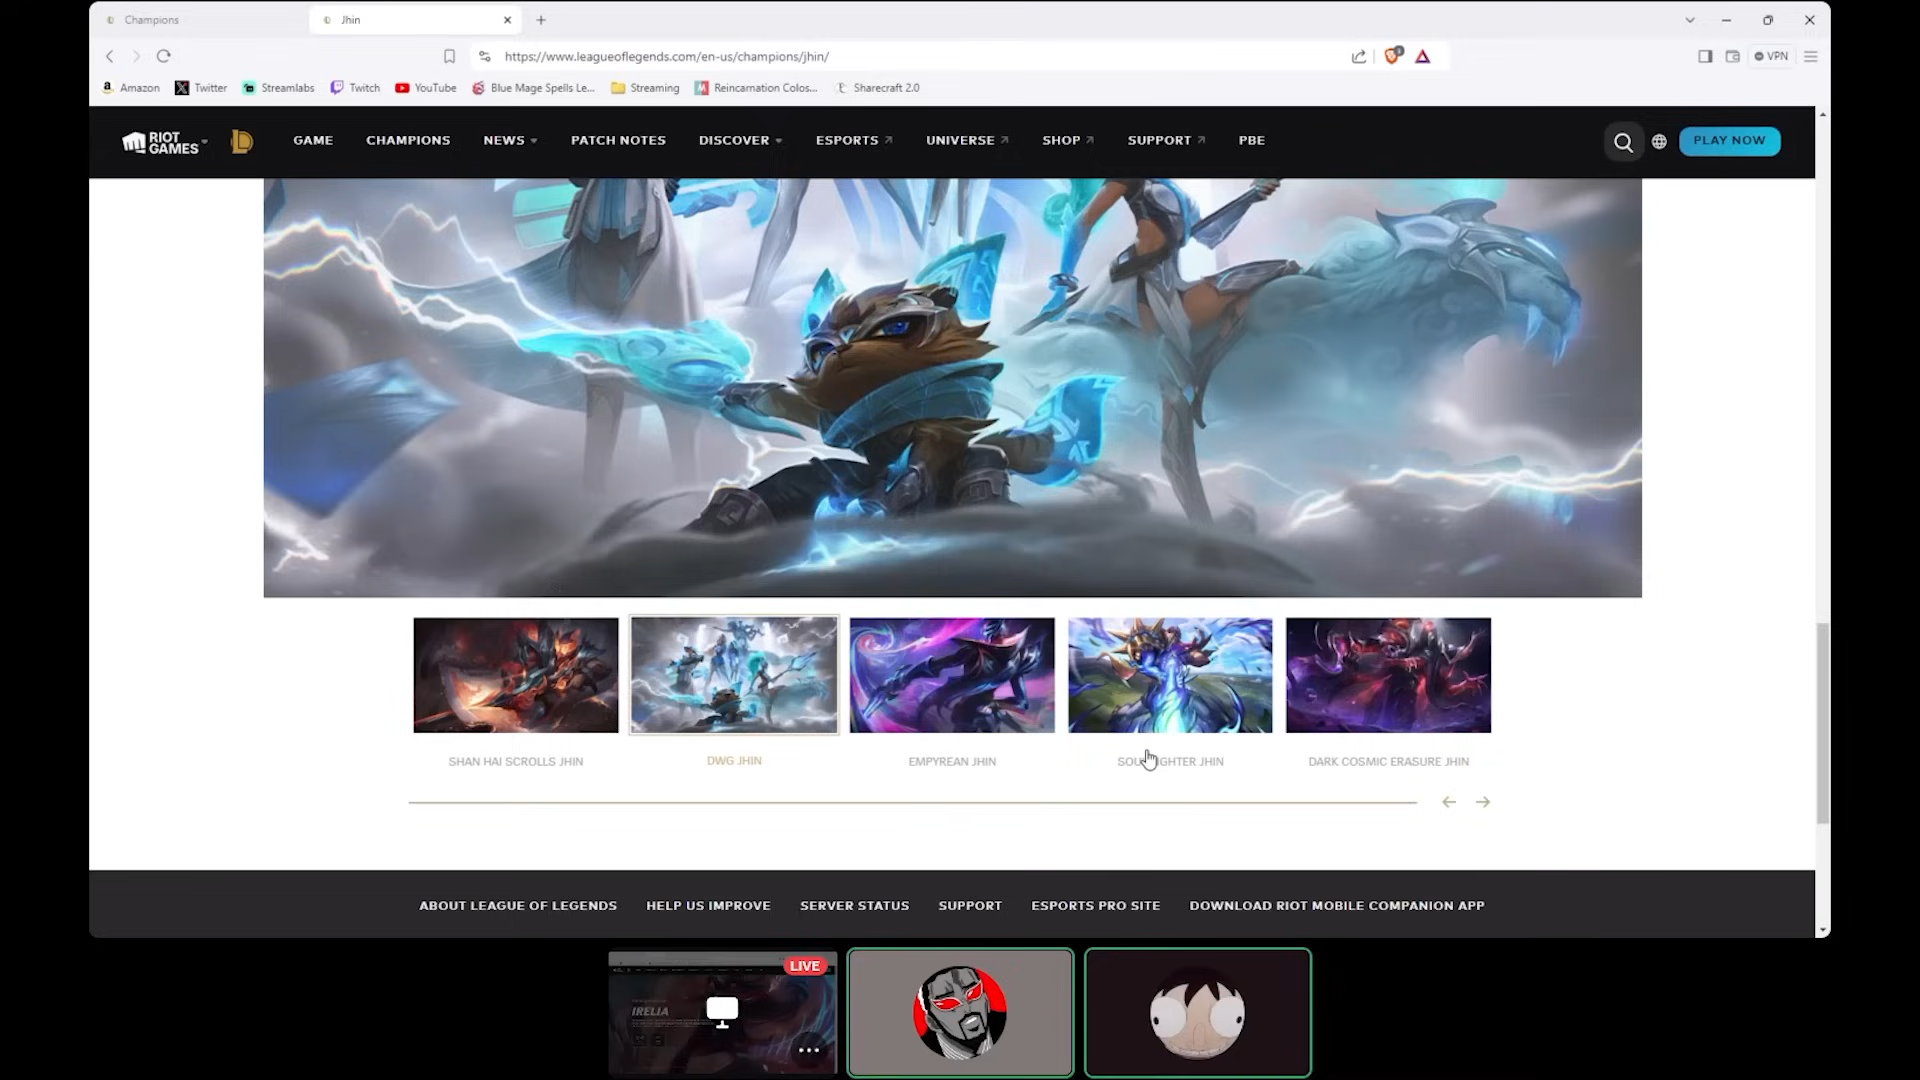 Champions
Jhin
https://www.leagueoflegends.com/en-us/champions/jhin/
VPN
Amazon
Twitter
Streamlabs
Twitch
YouTube
Blue Mage Spells Le...
Streaming
Reincarnation Colos...
Sharecraft 2.0
RIOT GAMES
GAME
CHAMPIONS
NEWS
PATCH NOTES
DISCOVER
ESPORTS
UNIVERSE
SHOP
SUPPORT
PBE
PLAY NOW
SHAN HAI SCROLLS JHIN
DWG JHIN
EMPYREAN JHIN
DARK COSMIC ERASURE JHIN
ABOUT LEAGUE OF LEGENDS
HELP US IMPROVE
SERVER STATUS
SUPPORT
ESPORTS PRO SITE
DOWNLOAD RIOT MOBILE COMPANION APP
LIVE
IRELIA